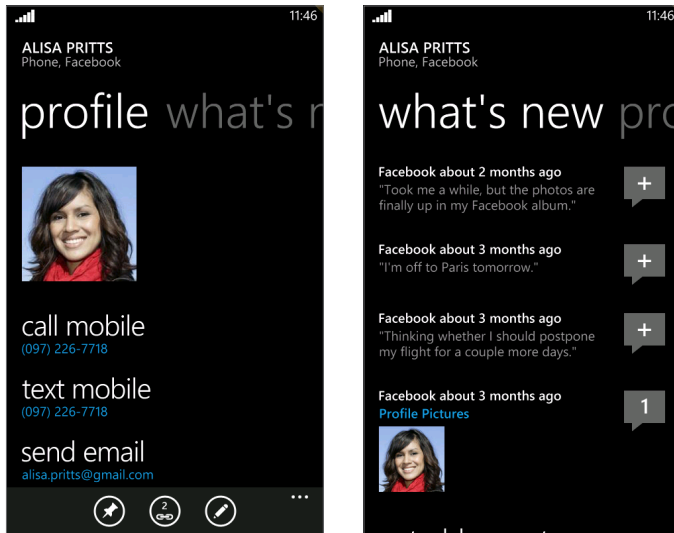 11:46
ALISA PRITTS
Phone, Facebook
profile what's
call mobile
(097) 226-7718
text mobile
(097) 226-7718
send email
alisa.pritts@gmail.com
2
...
11:46
ALISA PRITTS
Phone, Facebook
what's new pro
Facebook about 2 months ago
"Took me a while, but the photos are
finally up in my Facebook album."
+
Facebook about 3 months ago
"I'm off to Paris tomorrow."
+
Facebook about 3 months ago
"Thinking whether I should postpone
my flight for a couple more days."
+
Facebook about 3 months ago
Profile Pictures
1